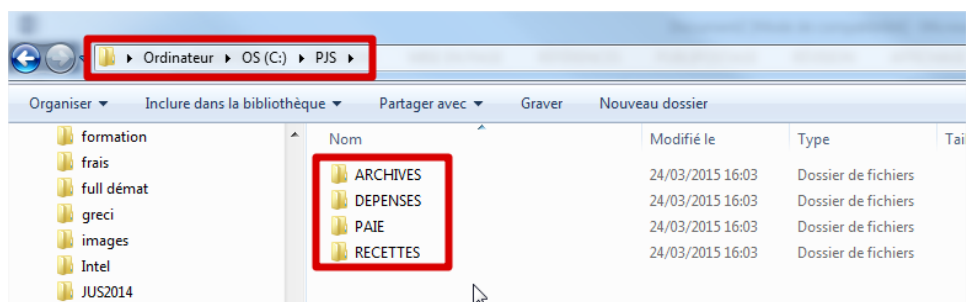 Ordinateur ▸ OS (C:) ▸ PJS ▸
Organiser ▾ Inclure dans la bibliothèque ▾ Partager avec ▾ Graver Nouveau dossier
formation
frais
full démat
greci
images
Intel
JUS2014
Nom Modifié le Type Tai
ARCHIVES 24/03/2015 16:03 Dossier de fichiers
DEPENSES 24/03/2015 16:03 Dossier de fichiers
PAIE 24/03/2015 16:03 Dossier de fichiers
RECETTES 24/03/2015 16:03 Dossier de fichiers